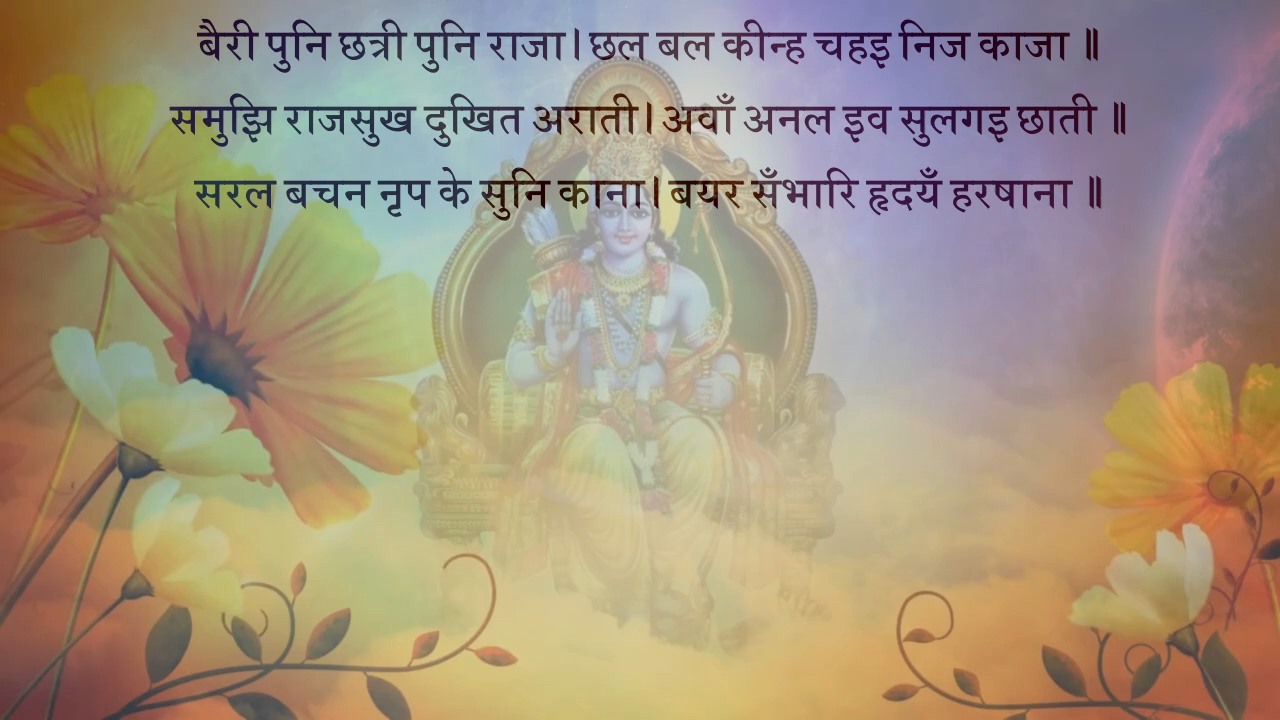 बैरी पुनि छत्री पुनि राजा। छल बल कीन्ह चहइ निज काजा ॥
समुझि राजसुख दुखित अराती। अवाँ अनल इव सुलगइ छाती ॥
सरल बचन नृप के सुनि काना। बयर सँभारि हृदयँ हरषाना ॥